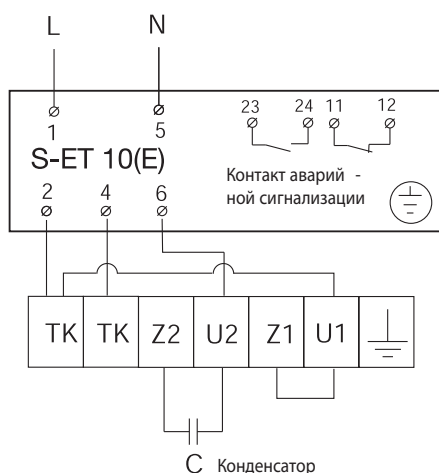 L N
1 5
23 24 11 12
S-ET 10(E)
Контакт аварий -
ной сигнализации
2 4 6
TK TK Z2 U2 Z1 U1
C Конденсатор